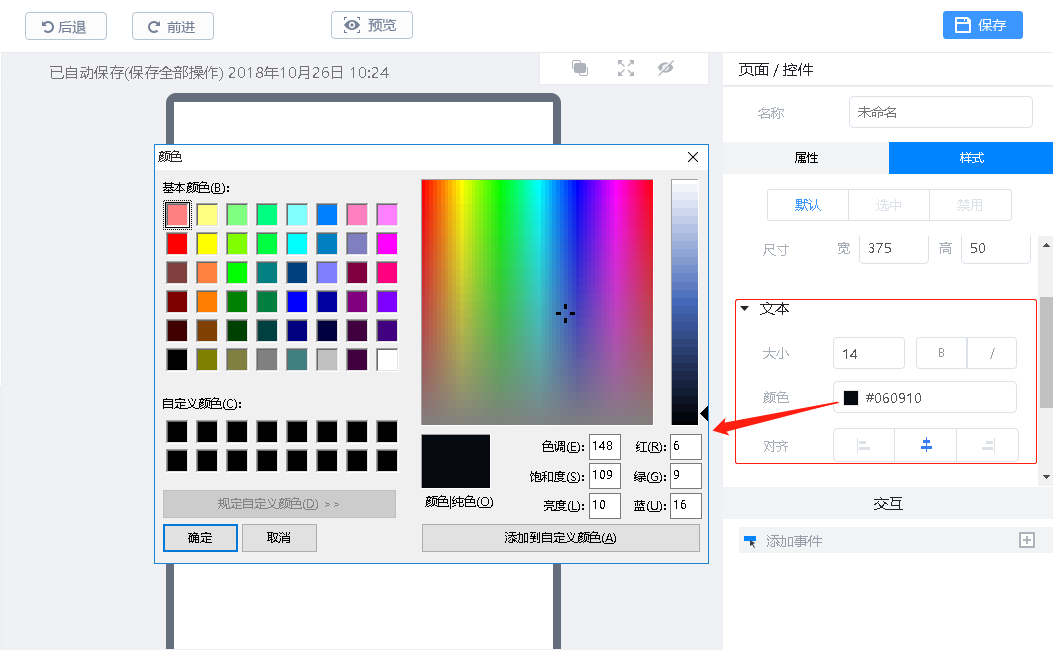 后退 前进 预览 保存
已自动保存(保存全部操作) 2018年10月26日 10:24
页面 / 控件
名称 未命名
属性 样式
默认 选中 禁用
尺寸 宽 375 高 50
文本
大小 14 B /
颜色 #060910
对齐
交互
添加事件
颜色
基本颜色(B):
自定义颜色(C):
规定自定义颜色(D) >>
确定 取消
颜色|纯色(O)
色调(E): 148 红(R): 6
饱和度(S): 109 绿(G): 9
亮度(L): 10 蓝(U): 16
添加到自定义颜色(A)